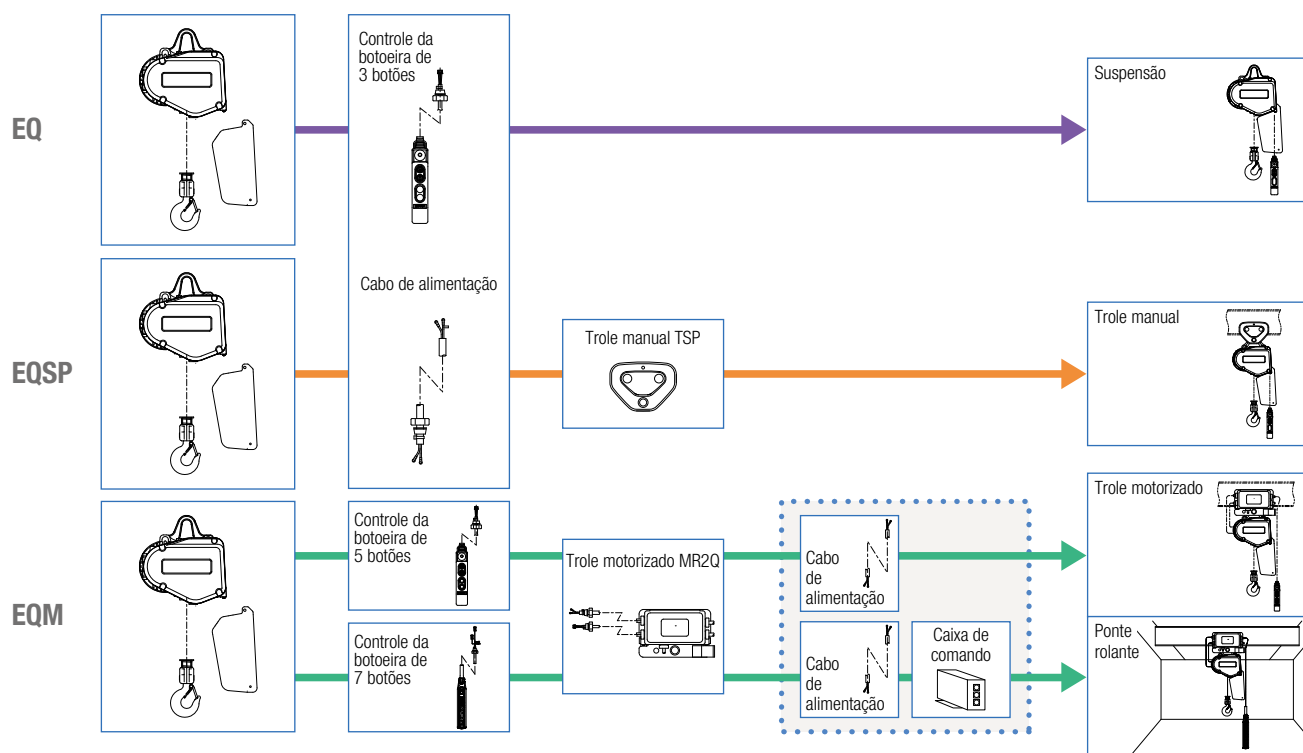 EQ
Controle da
botoeira de
3 botões
Suspensão
EQSP
Cabo de alimentação
Trole manual TSP
Trole manual
EQM
Controle da
botoeira de
5 botões
Trole motorizado MR2Q
Cabo
de
alimentação
Trole motorizado
Controle da
botoeira de
7 botões
Cabo
de
alimentação
Caixa de
comando
Ponte
rolante